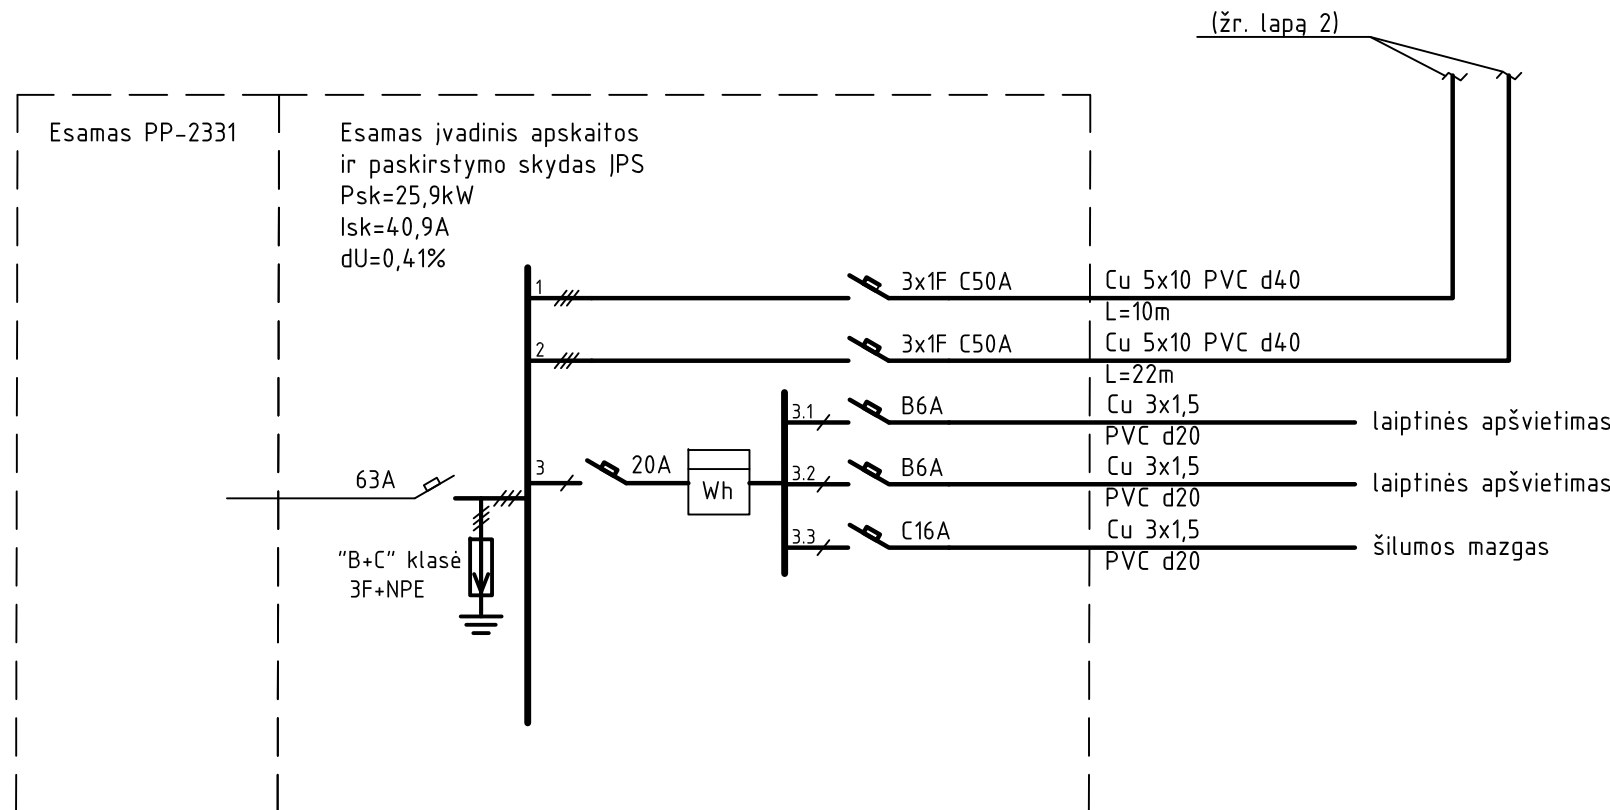 (žr. lapą 2)
Esamas PP-2331
Esamas įvadinis apskaitos
ir paskirstymo skydas ĮPS
Psk=25,9kW
Isk=40,9A
dU=0,41%
1
3x1F C50A
Cu 5x10 PVC d40
L=10m
2
3x1F C50A
Cu 5x10 PVC d40
L=22m
3.1
B6A
Cu 3x1,5
PVC d20
laiptinės apšvietimas
63A
3
20A
Wh
3.2
B6A
Cu 3x1,5
PVC d20
laiptinės apšvietimas
3.3
C16A
Cu 3x1,5
PVC d20
šilumos mazgas
"B+C" klasė
3F+NPE